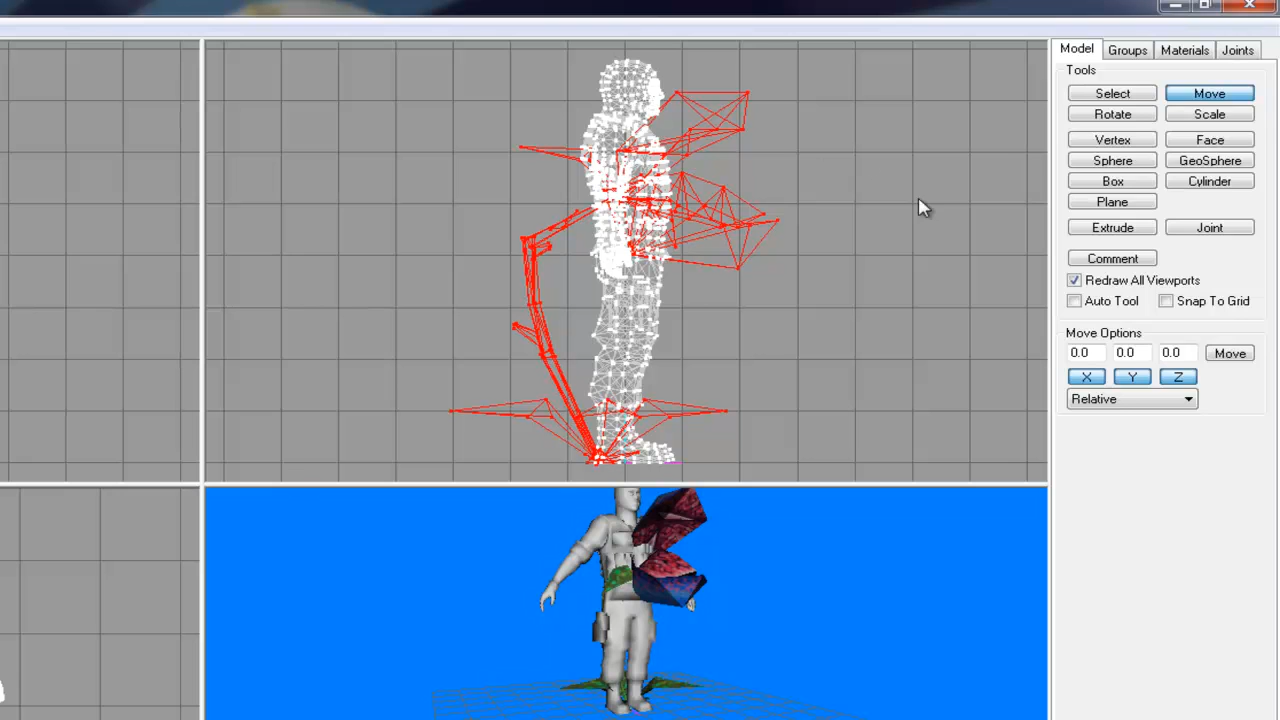 Model Groups Materials Joints
Tools
Select Move
Rotate Scale
Vertex Face
Sphere GeoSphere
Box Cylinder
Plane
Extrude Joint
Comment
Redraw All Viewports
Auto Tool Snap To Grid
Move Options
0.0 0.0 0.0 Move
X Y Z
Relative